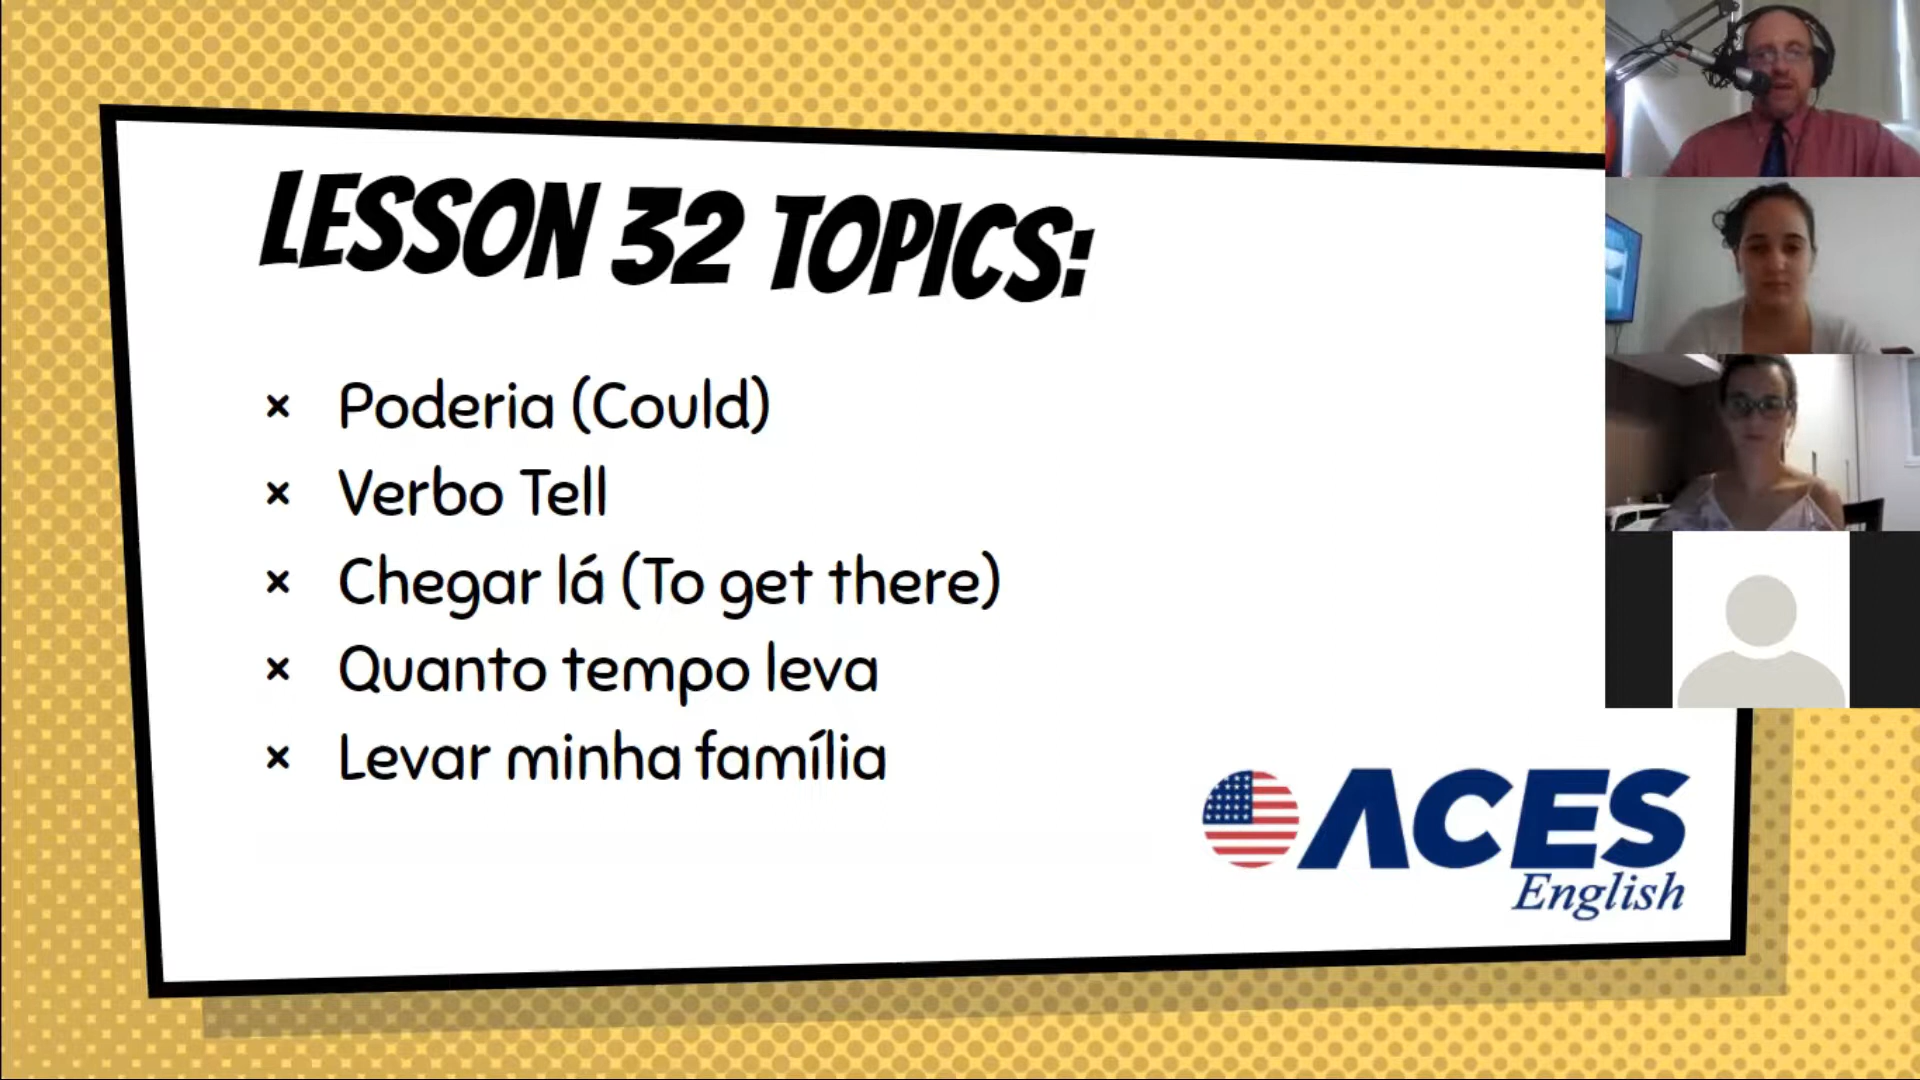 LESSON 32 TOPICS:
× Poderia (Could)
× Verbo Tell
× Chegar lá (To get there)
× Quanto tempo leva
× Levar minha família
ACES
English